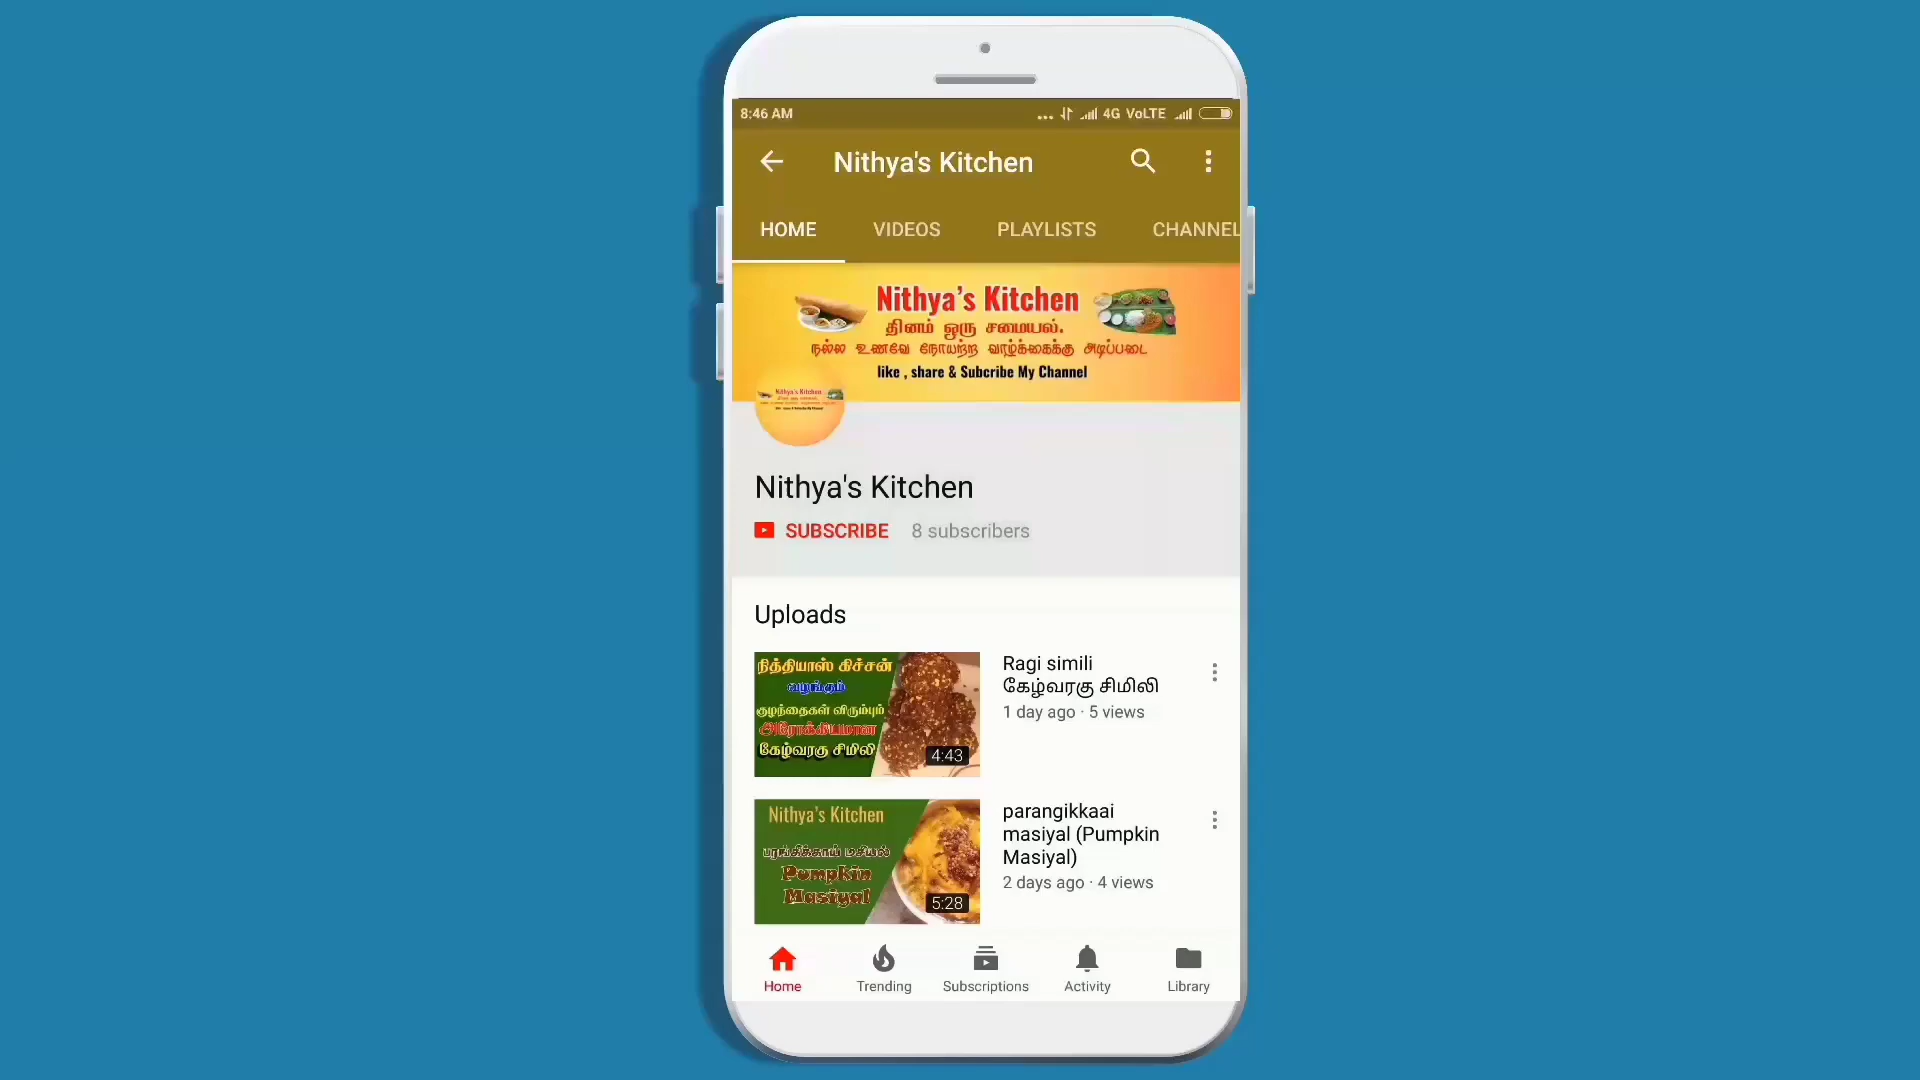 8:46 AM
4G VoLTE
Nithya's Kitchen
HOME VIDEOS PLAYLISTS CHANNEL
Nithya's Kitchen
தினம் ஒரு சமையல்.
நல்ல உணவே நோயற்ற வாழ்க்கைக்கு அடிப்படை
like , share & Subcribe My Channel
Nithya's Kitchen
Nithya's Kitchen
SUBSCRIBE 8 subscribers
Uploads
நித்தியாஸ் கிச்சன்
வழங்கும்
குழந்தைகள் விரும்பும்
அரோக்கியமான
கேழ்வரகு சிமிலி
4:43
Ragi simili
கேழ்வரகு சிமிலி
1 day ago · 5 views
Nithya's Kitchen
பரங்கிக்காய் மசியல்
Pumpkin
Masiyal
5:28
parangikkaai
masiyal (Pumpkin
Masiyal)
2 days ago · 4 views
Home Trending Subscriptions Activity Library